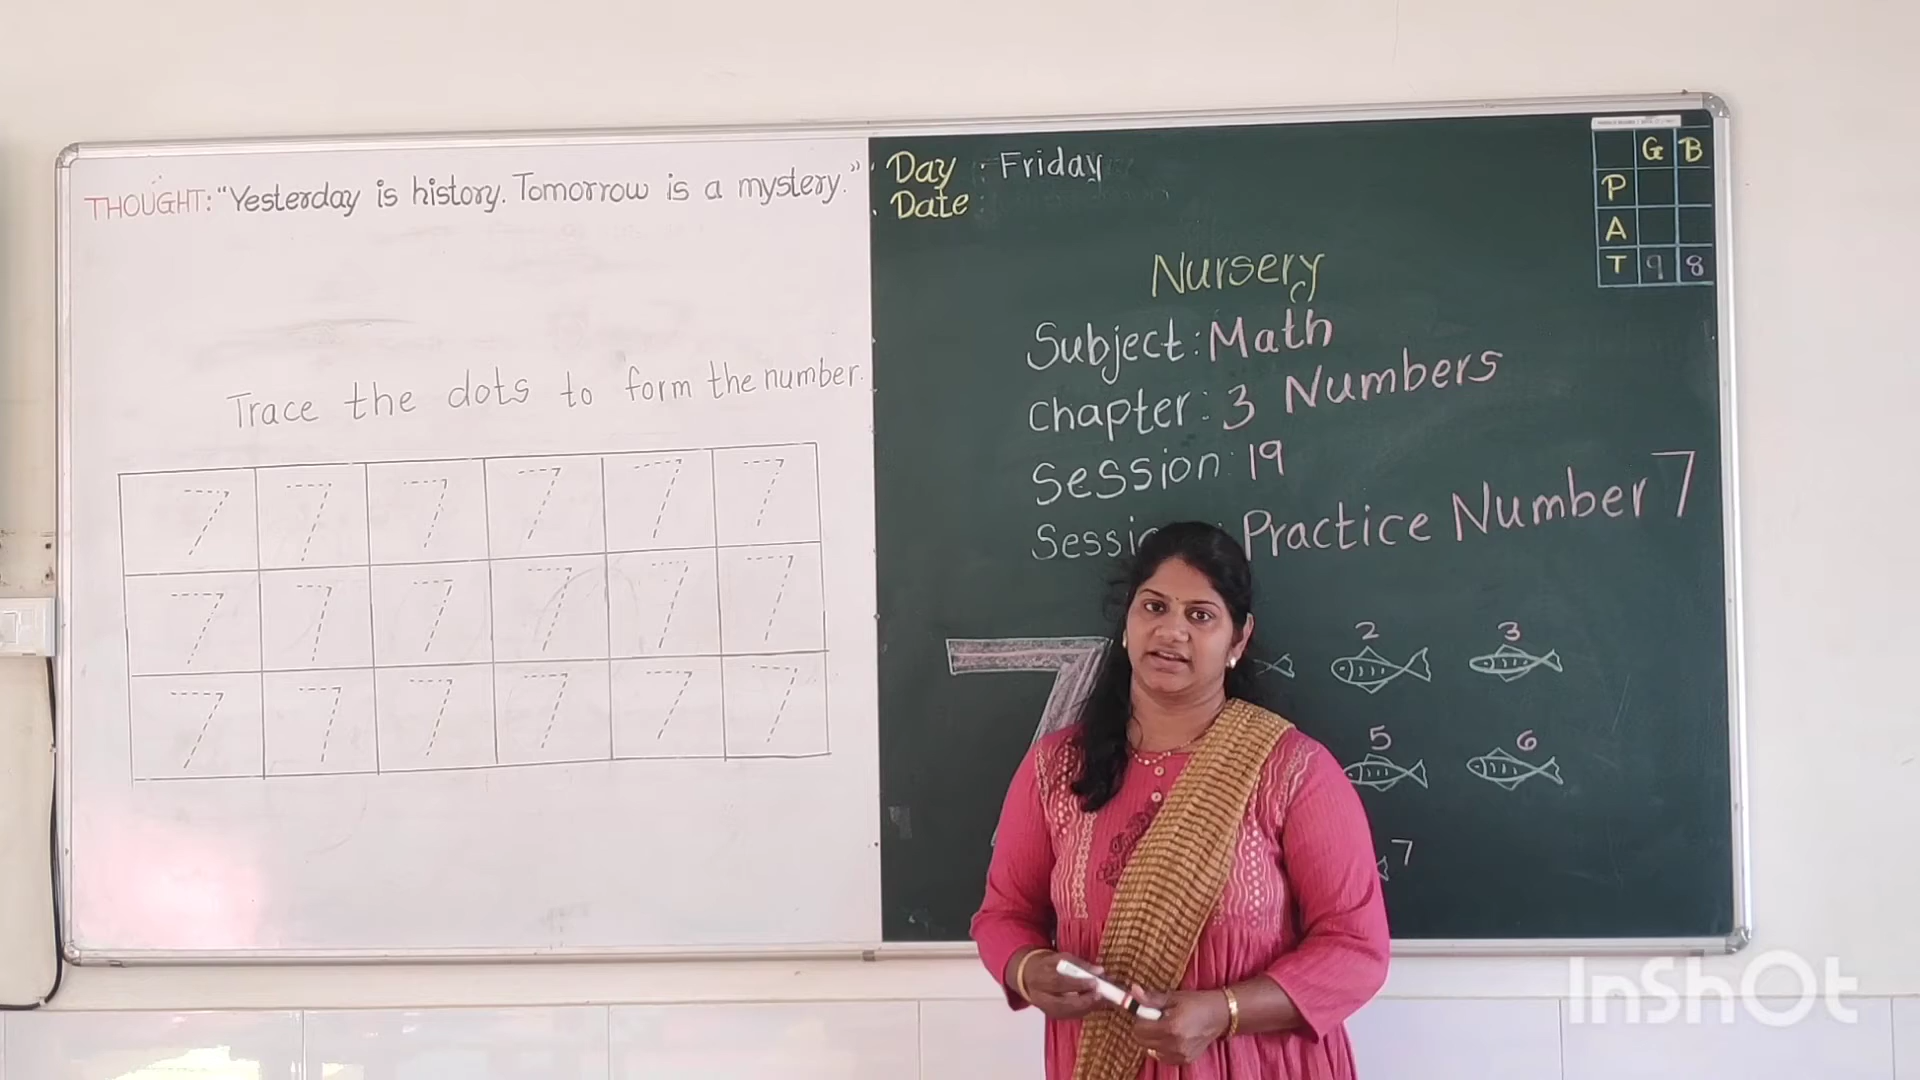 THOUGHT: "Yesterday is history. Tomorrow is a mystery."
Trace the dots to form the number.
7 7 7 7 7 7
7 7 7 7 7 7
7 7 7 7 7 7
Day : Friday
Date :
G B
P
A
T 9 8
Nursery
Subject: Math
Chapter: 3 Numbers
Session: 19
Sessio : Practice Number 7
7
2 3
5 6
7
InShOt